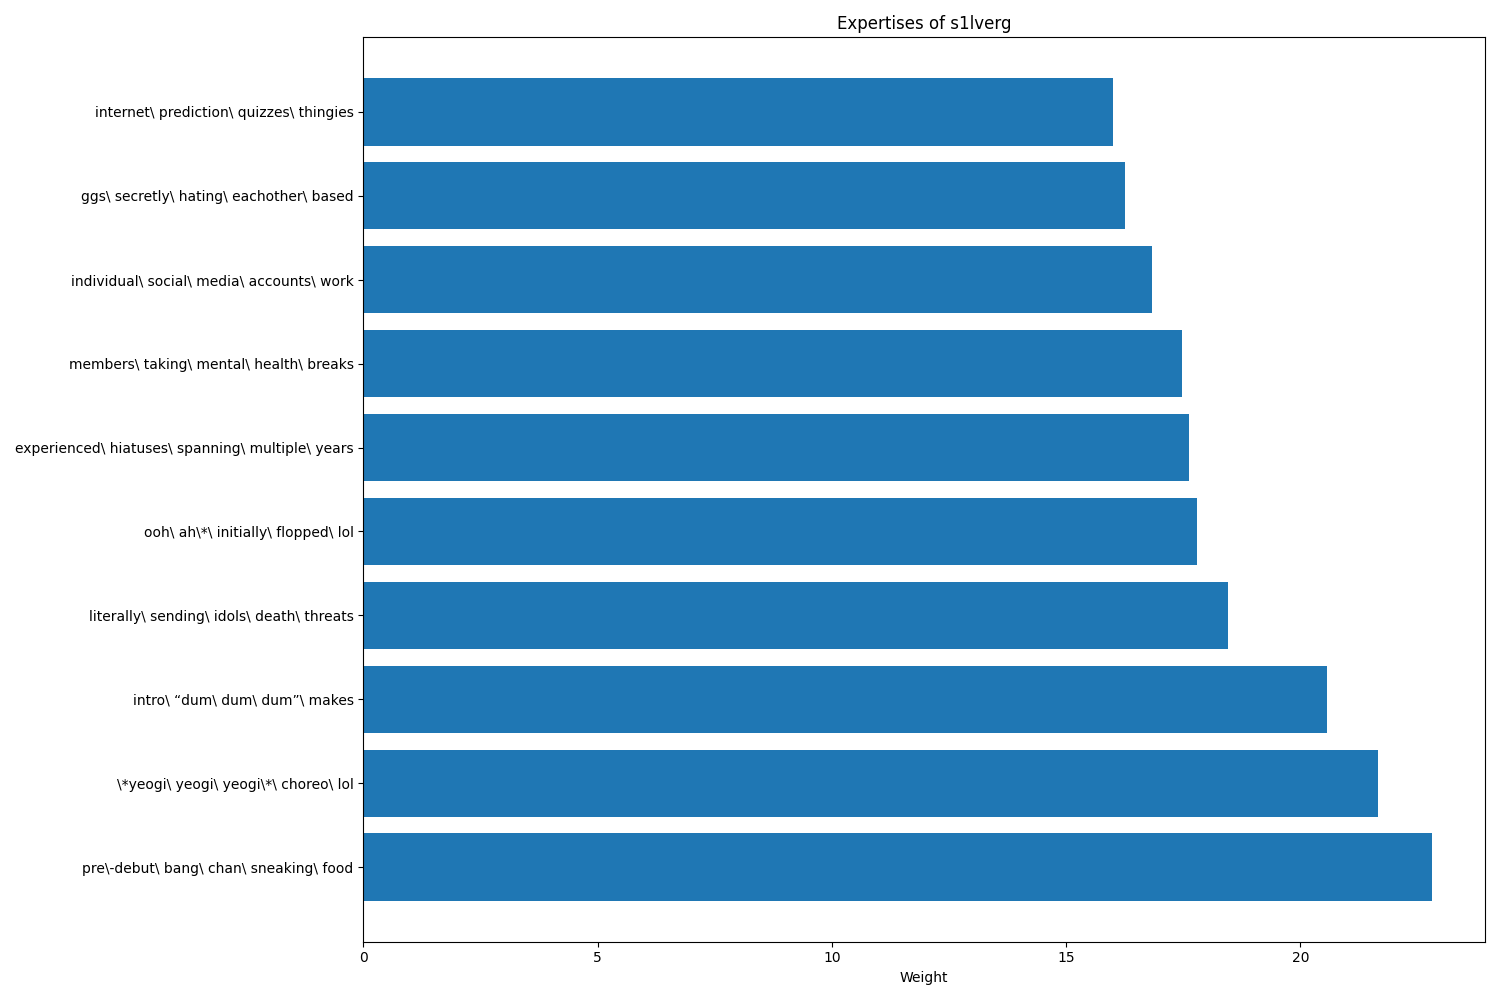 Expertises of s1lverg
internet\ prediction\ quizzes\ thingies
ggs\ secretly\ hating\ eachother\ based
individual\ social\ media\ accounts\ work
members\ taking\ mental\ health\ breaks
experienced\ hiatuses\ spanning\ multiple\ years
ooh\ ah\*\ initially\ flopped\ lol
literally\ sending\ idols\ death\ threats
intro\ “dum\ dum\ dum”\ makes
\*yeogi\ yeogi\ yeogi\*\ choreo\ lol
pre\-debut\ bang\ chan\ sneaking\ food
0 5 10 15 20
Weight